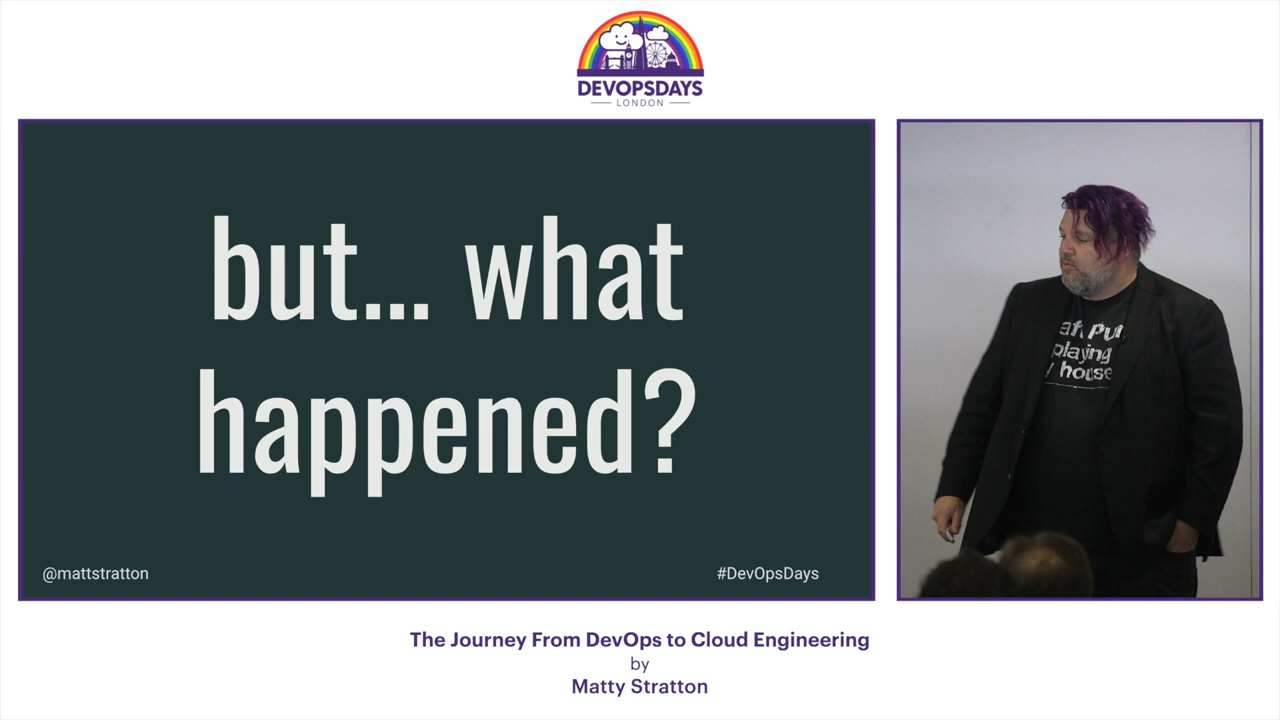 DEVOPSDAYS
LONDON
but... what
happened?
@mattstratton
#DevOpsDays
playing
house
The Journey From DevOps to Cloud Engineering
by
Matty Stratton